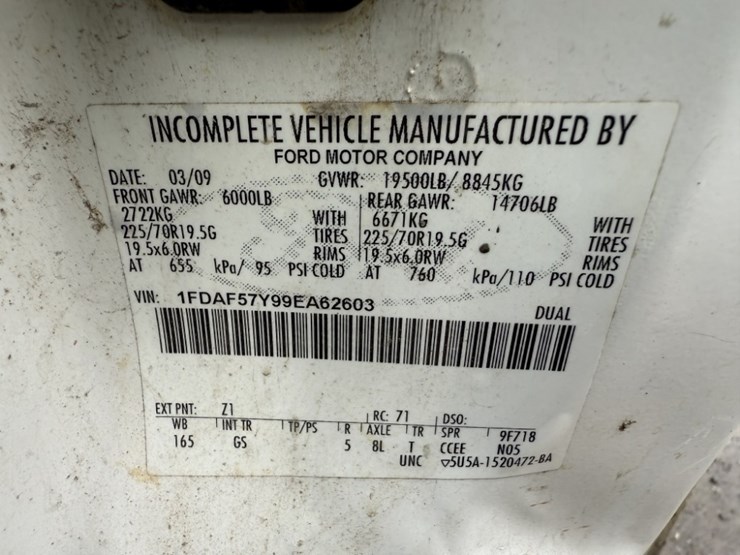 INCOMPLETE VEHICLE MANUFACTURED BY
FORD MOTOR COMPANY
DATE: 03/09 GVWR: 19500LB/ 8845KG
FRONT GAWR: 6000LB REAR GAWR: 14706LB
2722KG WITH 6671KG WITH
225/70R19.5G TIRES 225/70R19.5G TIRES
19.5x6.0RW RIMS 19.5x6.0RW RIMS
AT 655 kPa/ 95 PSI COLD AT 760 kPa/110 PSI COLD
VIN: 1FDAF57Y99EA62603 DUAL
EXT PNT: Z1 RC: 71 DSO:
WB INT TR TP/PS R AXLE TR SPR 9F718
165 GS 5 8L T CCEE N05
UNC ▽5U5A-1520472-BA